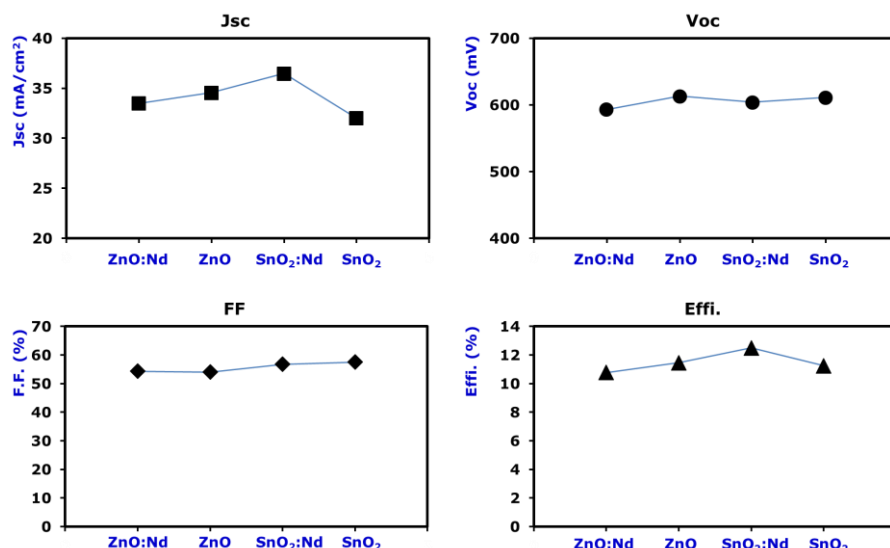 Jsc
Jsc (mA/cm²)
40
35
30
25
20
ZnO:Nd ZnO SnO₂:Nd SnO₂
Voc
Voc (mV)
700
600
500
400
ZnO:Nd ZnO SnO₂:Nd SnO₂
FF
F.F. (%)
70
60
50
40
30
20
10
0
ZnO:Nd ZnO SnO₂:Nd SnO₂
Effi.
Effi. (%)
14
12
10
8
6
4
2
0
ZnO:Nd ZnO SnO₂:Nd SnO₂